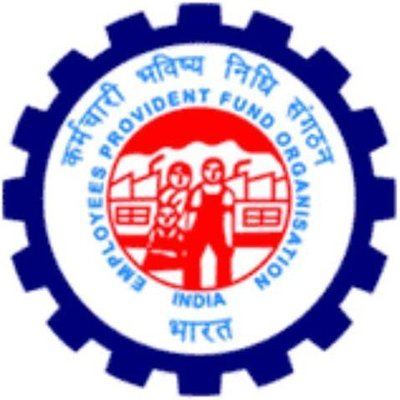 कर्मचारी भविष्य निधि संगठन
EMPLOYEES PROVIDENT FUND ORGANISATION
INDIA
भारत